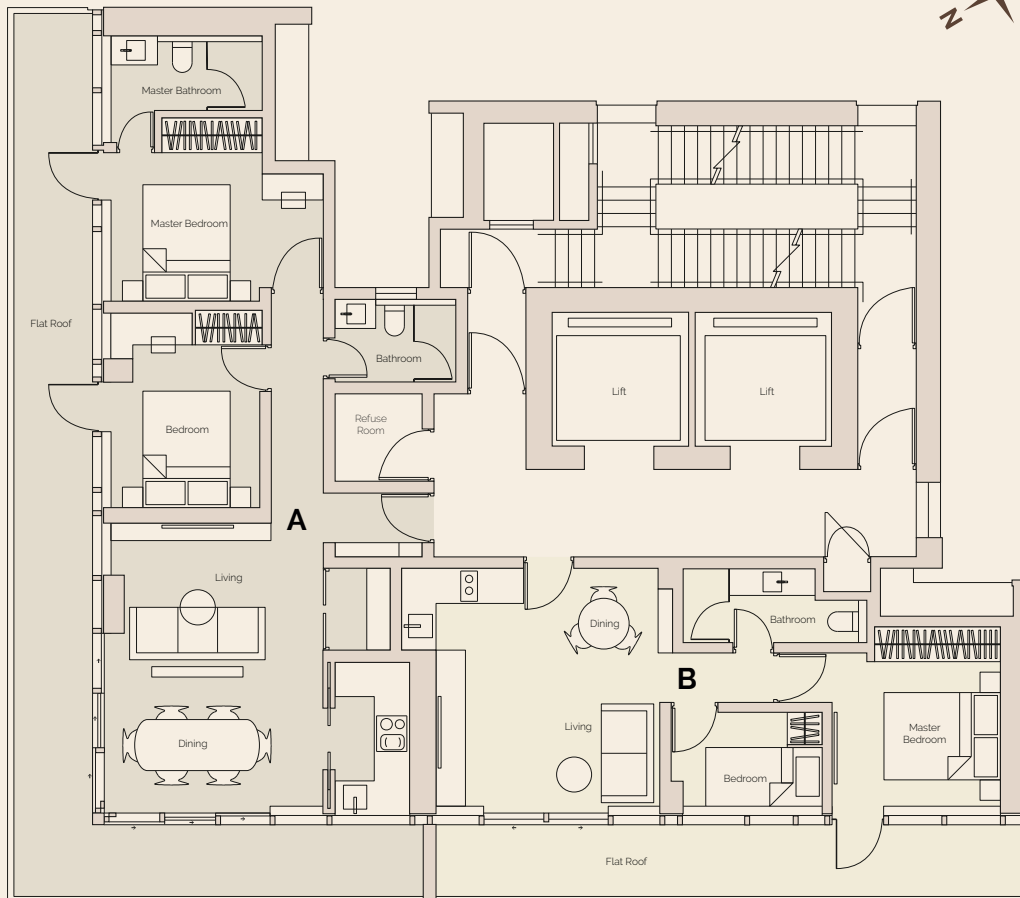 N
Master Bathroom
Master Bedroom
Flat Roof
Bathroom
Lift
Lift
Bedroom
Refuse
Room
A
Living
Dining
Bathroom
Dining
B
Living
Master
Bedroom
Dining
Bedroom
Flat Roof